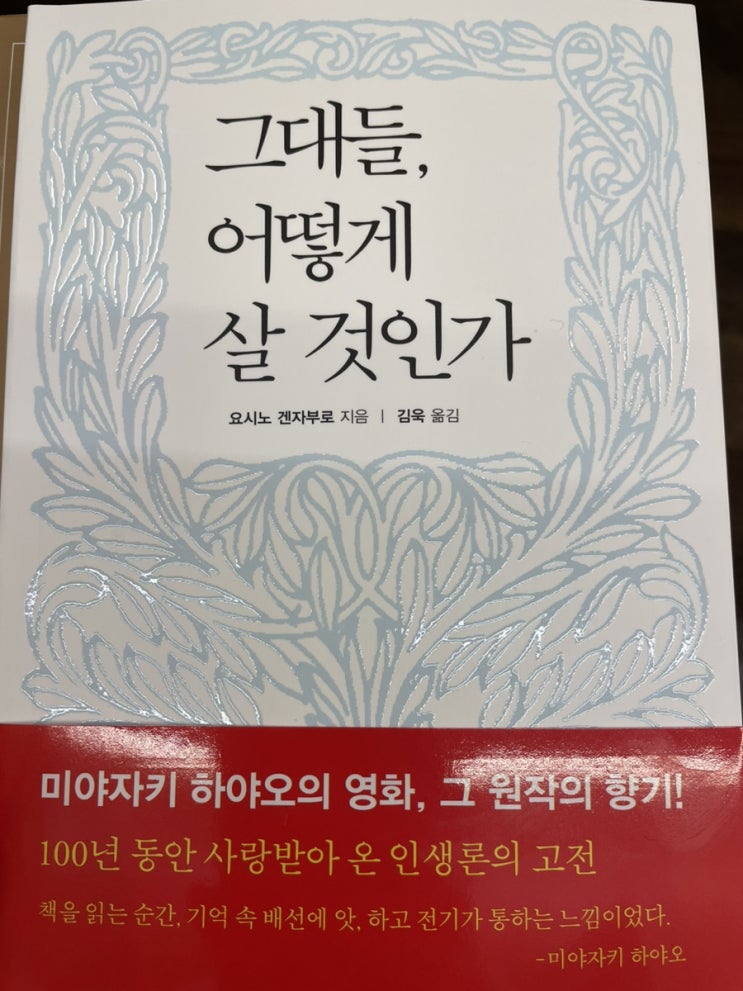 그대들,
어떻게
살 것인가
요시노 겐자부로 지음 | 김욱 옮김
미야자키 하야오의 영화, 그 원작의 향기!
100년 동안 사랑받아 온 인생론의 고전
책을 읽는 순간, 기억 속 배선에 앗, 하고 전기가 통하는 느낌이었다.
-미야자키 하야오